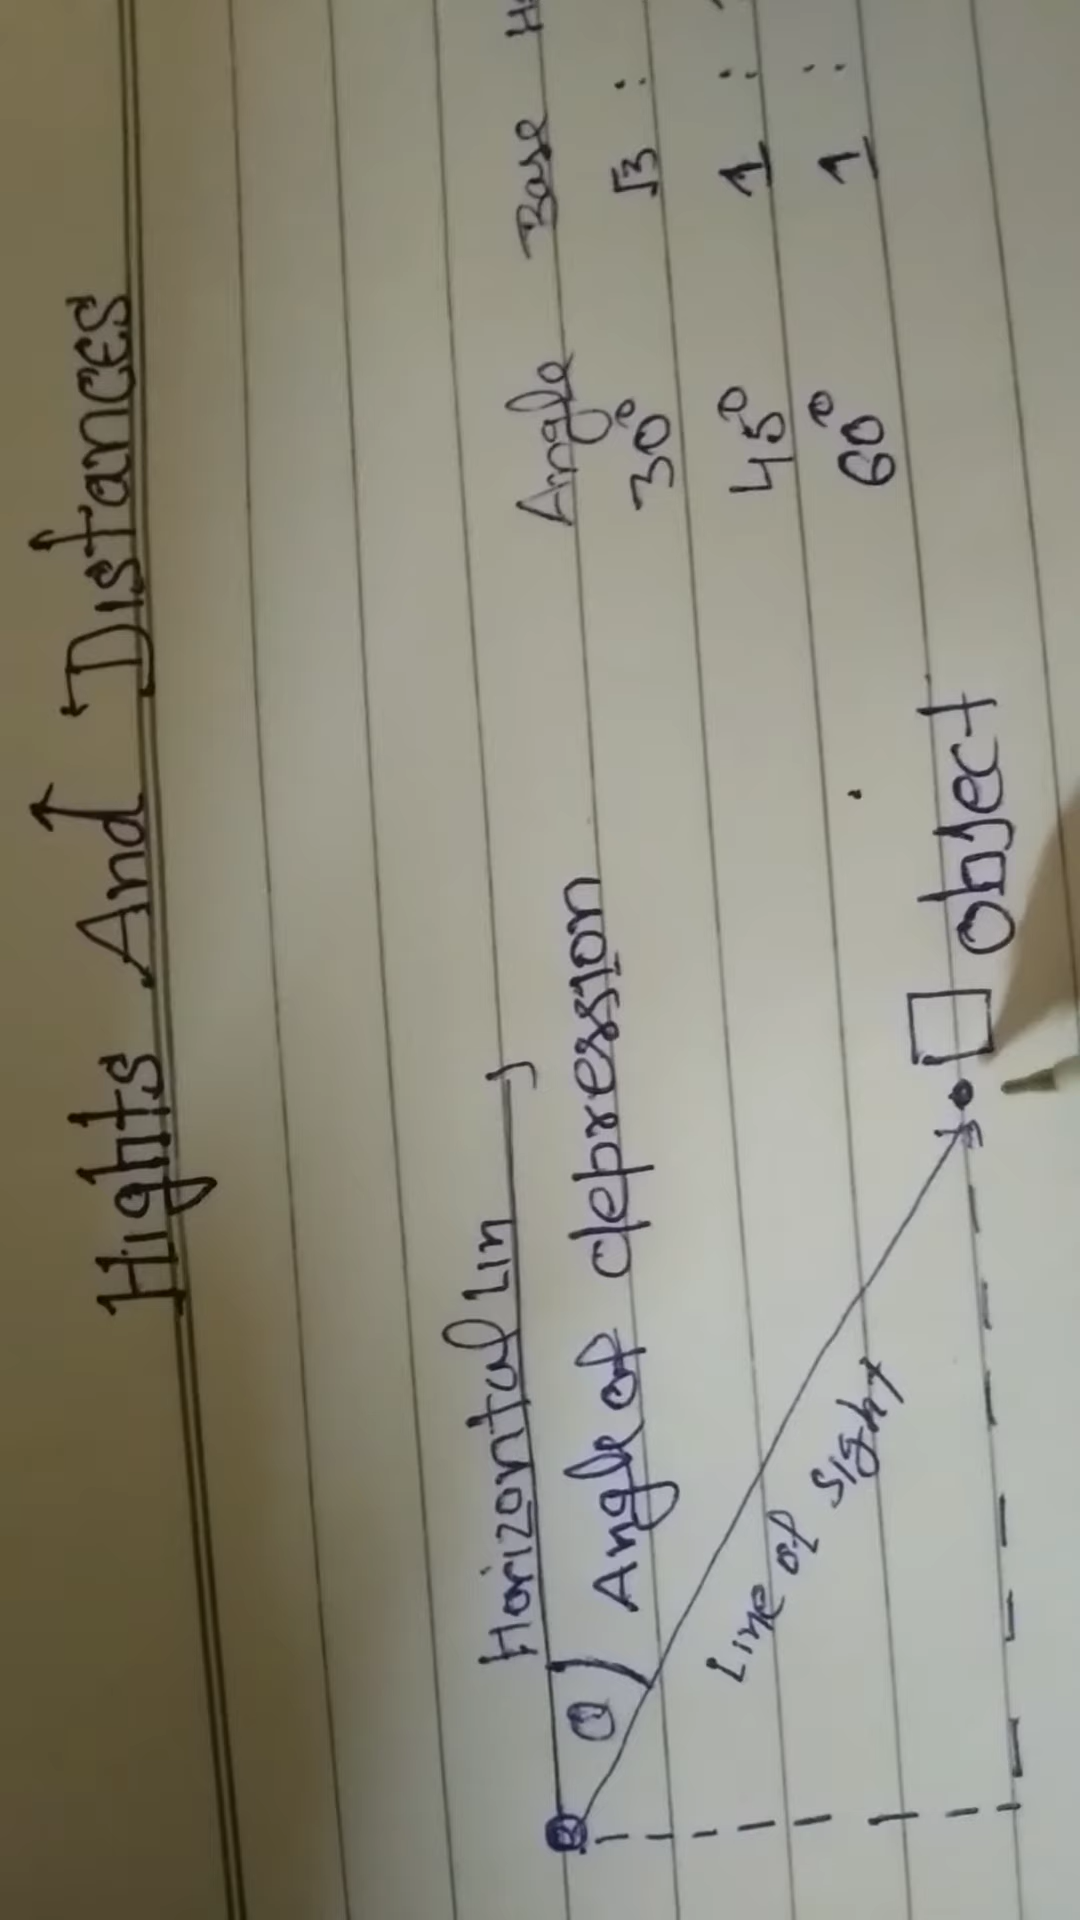 Hights And Distances
Horizontal Lin
Angle of depression
Line of sight
object
Angle Base
30° √3 :
45° 1 :
60° 1 :